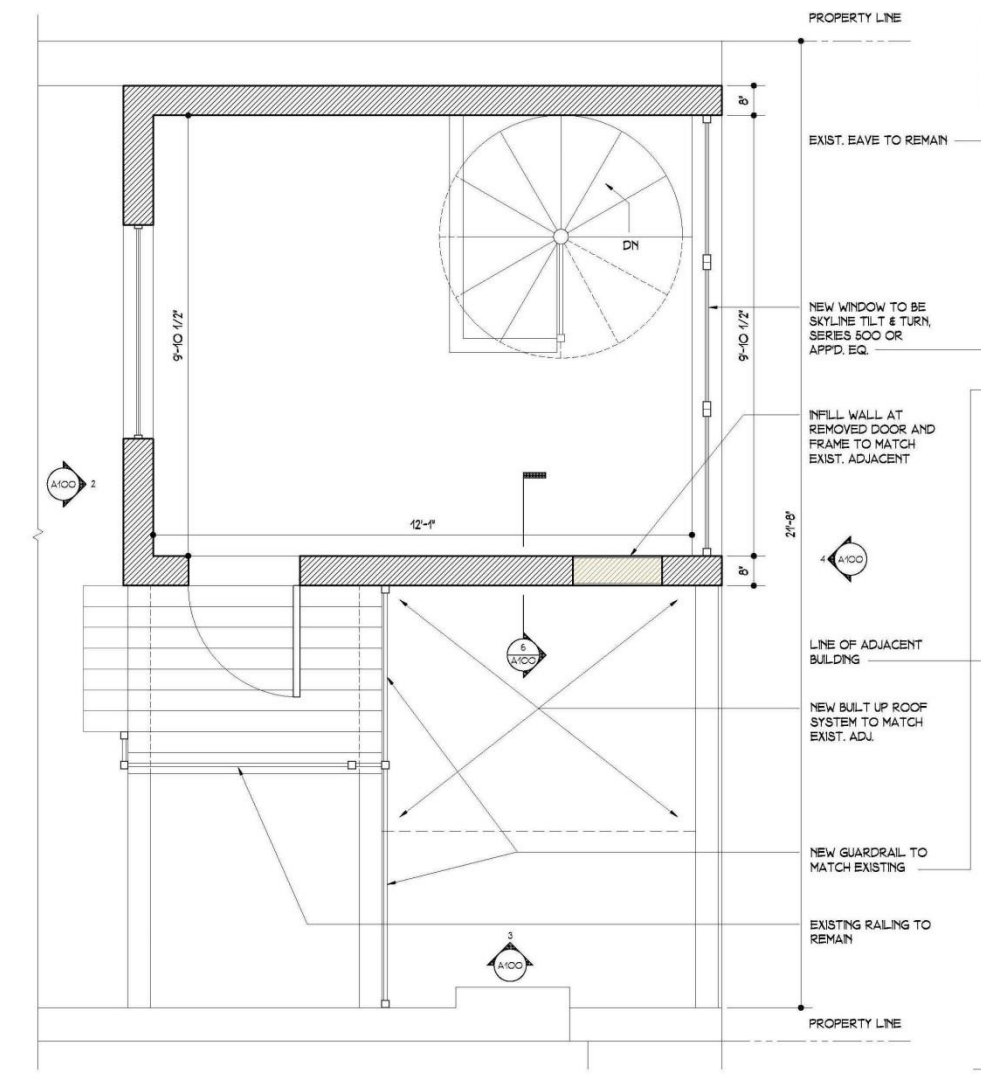 PROPERTY LINE
8"
EXIST. EAVE TO REMAIN
DN
9'-10 1/2"
9'-10 1/2"
NEW WINDOW TO BE
SKYLINE TILT & TURN,
SERIES 500 OR
APP'D. EQ.
INFILL WALL AT
REMOVED DOOR AND
FRAME TO MATCH
EXIST. ADJACENT
A100 2
12'-1"
21'-8"
8"
4 A100
6
A100
LINE OF ADJACENT
BUILDING
NEW BUILT UP ROOF
SYSTEM TO MATCH
EXIST. ADJ.
NEW GUARDRAIL TO
MATCH EXISTING
EXISTING RAILING TO
REMAIN
3
A100
PROPERTY LINE